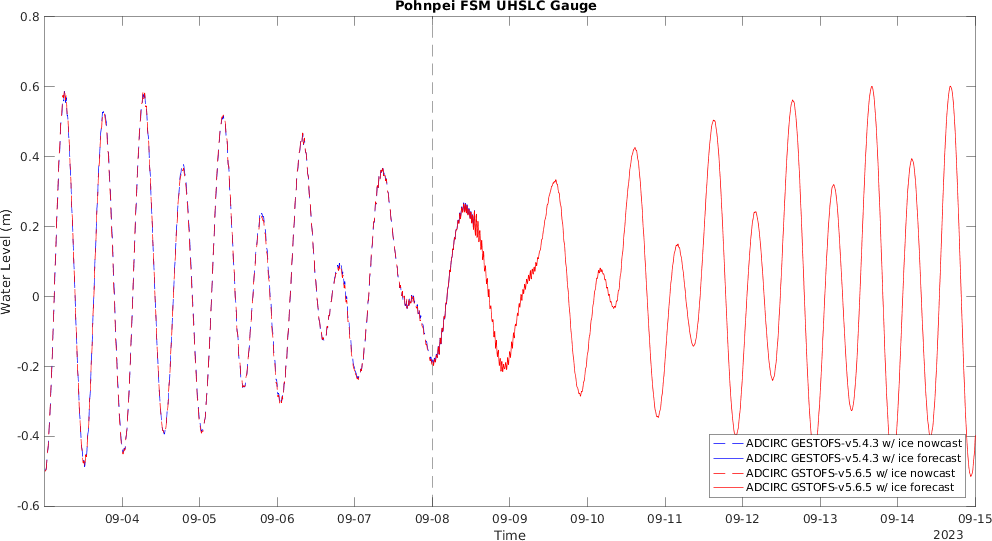 Pohnpei FSM UHSLC Gauge
0.8
0.6
0.4
0.2
0
-0.2
-0.4
-0.6
Water Level (m)
ADCIRC GESTOFS-v5.4.3 w/ ice nowcast
ADCIRC GESTOFS-v5.4.3 w/ ice forecast
ADCIRC GSTOFS-v5.6.5 w/ ice nowcast
ADCIRC GSTOFS-v5.6.5 w/ ice forecast
09-04 09-05 09-06 09-07 09-08 09-09 09-10 09-11 09-12 09-13 09-14 09-15
Time
2023